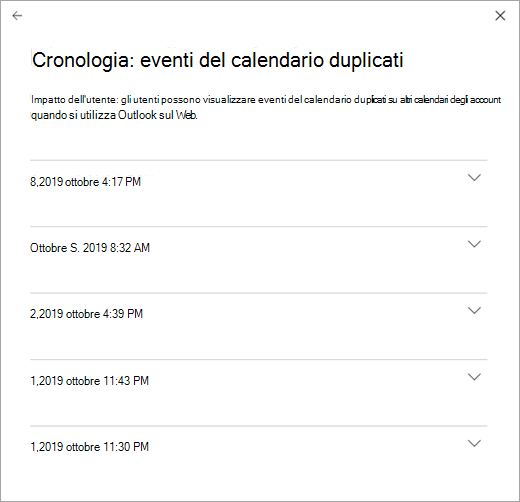 Cronologia: eventi del calendario duplicati
Impatto dell'utente: gli utenti possono visualizzare eventi del calendario duplicati su altri calendari degli account
quando si utilizza Outlook sul Web.
8,2019 ottobre 4:17 PM
Ottobre S. 2019 8:32 AM
2,2019 ottobre 4:39 PM
1,2019 ottobre 11:43 PM
1,2019 ottobre 11:30 PM